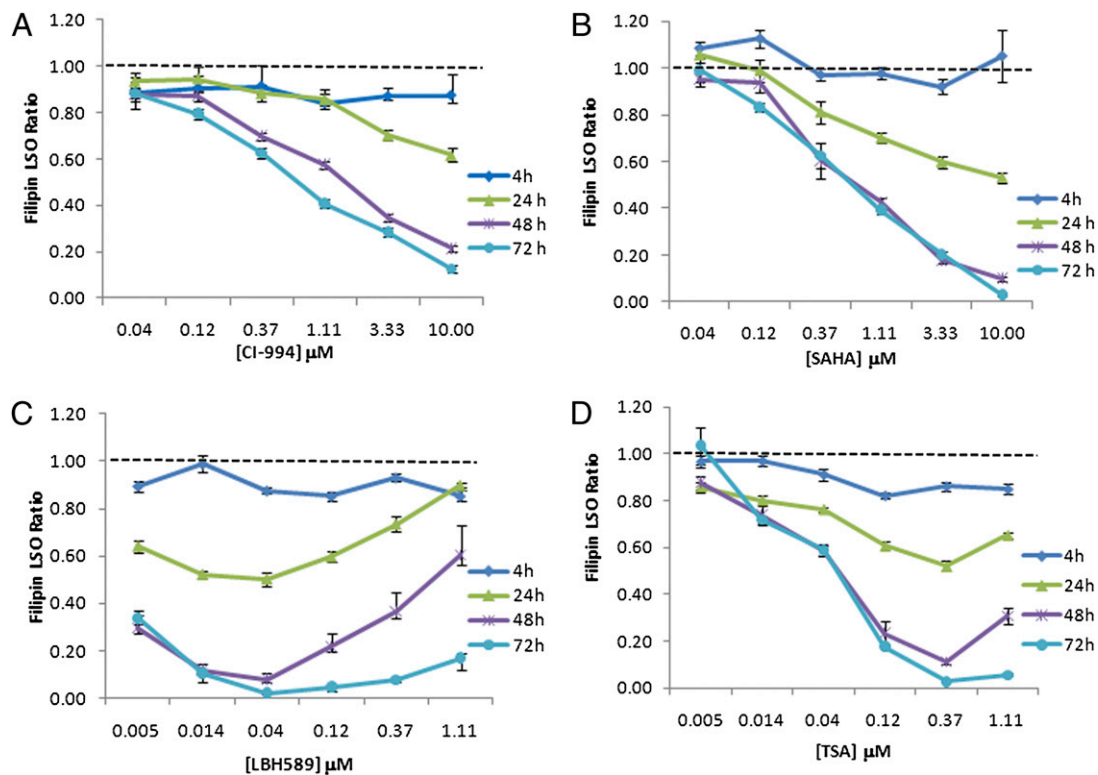 A
Filipin LSO Ratio
1.20
1.00
0.80
0.60
0.40
0.20
0.00
0.04 0.12 0.37 1.11 3.33 10.00
[CI-994] μM
4h
24 h
48 h
72 h
B
Filipin LSO Ratio
1.20
1.00
0.80
0.60
0.40
0.20
0.00
0.04 0.12 0.37 1.11 3.33 10.00
[SAHA] μM
4h
24 h
48 h
72 h
C
Filipin LSO Ratio
1.20
1.00
0.80
0.60
0.40
0.20
0.00
0.005 0.014 0.04 0.12 0.37 1.11
[LBH589] μM
4h
24h
48h
72h
D
Filipin LSO Ratio
1.20
1.00
0.80
0.60
0.40
0.20
0.00
0.005 0.014 0.04 0.12 0.37 1.11
[TSA] μM
4h
24h
48h
72h